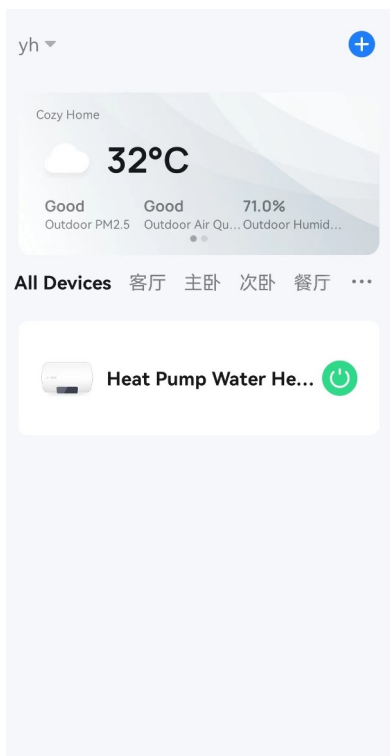 yh
Cozy Home
32°C
Good Good 71.0%
Outdoor PM2.5 Outdoor Air Qu... Outdoor Humid...
All Devices 客厅 主卧 次卧 餐厅 ...
Heat Pump Water He...